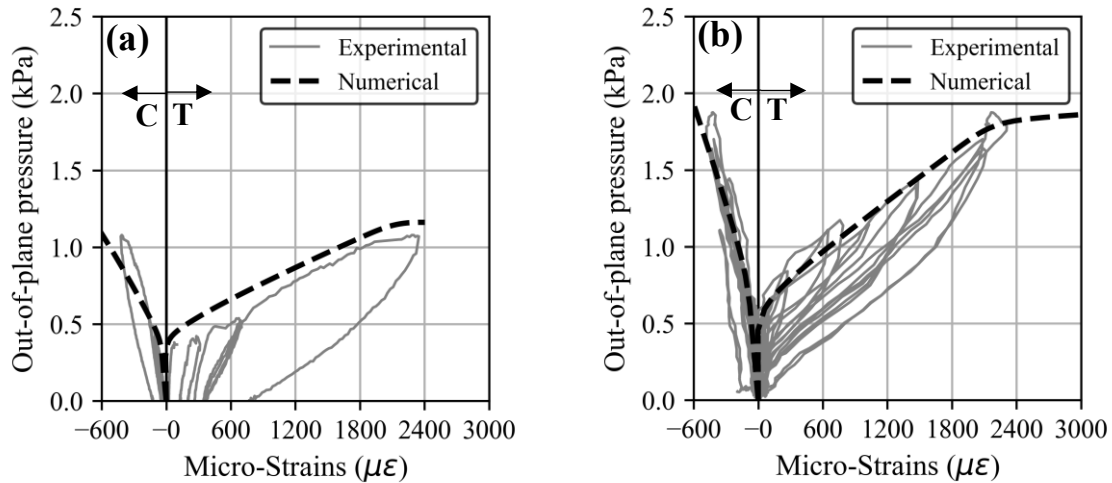 (a)
Experimental
Numerical
C T
2.5
2.0
1.5
1.0
0.5
0.0
Out-of-plane pressure (kPa)
−600 −0 600 1200 1800 2400 3000
Micro-Strains (με)
(b)
Experimental
Numerical
C T
2.5
2.0
1.5
1.0
0.5
0.0
Out-of-plane pressure (kPa)
−600 −0 600 1200 1800 2400 3000
Micro-Strains (με)